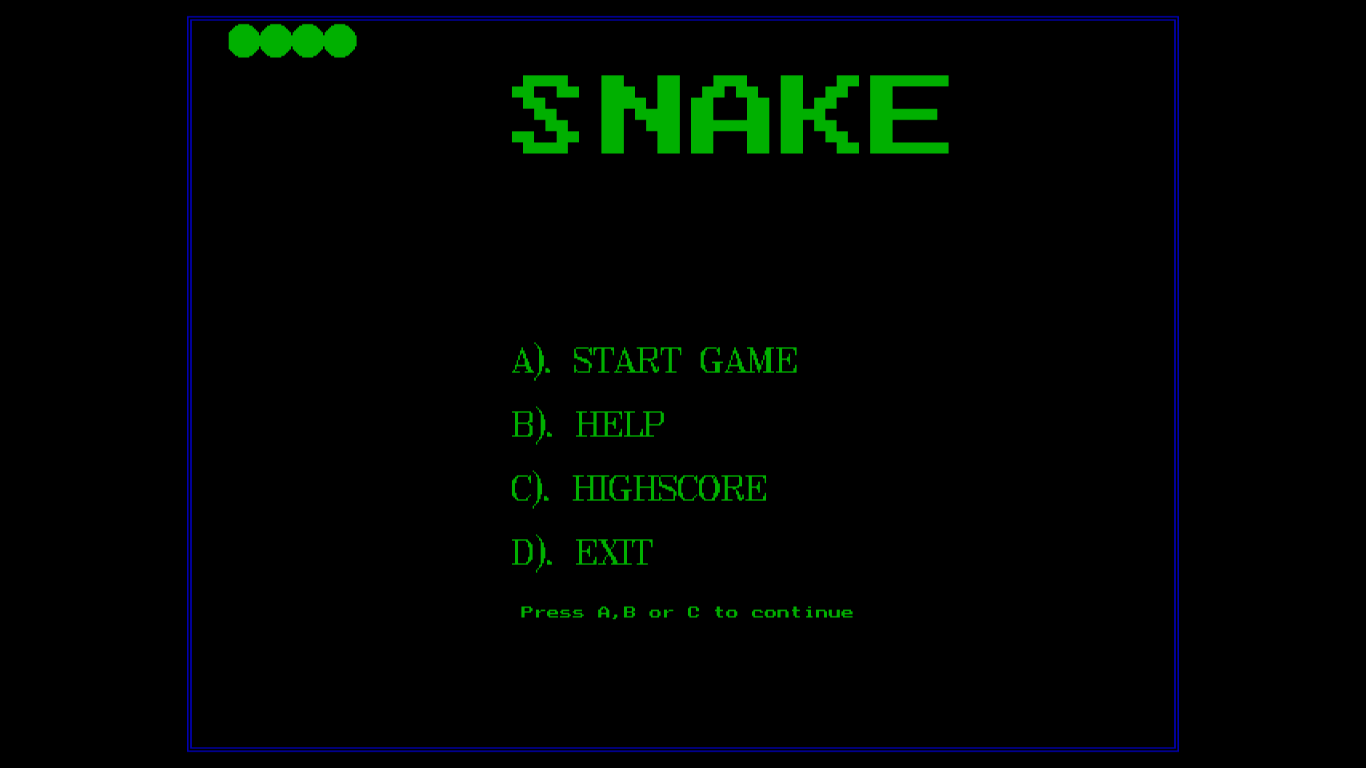 SNAKE
A). START GAME
B). HELP
C). HIGHSCORE
D). EXIT
Press A,B or C to continue